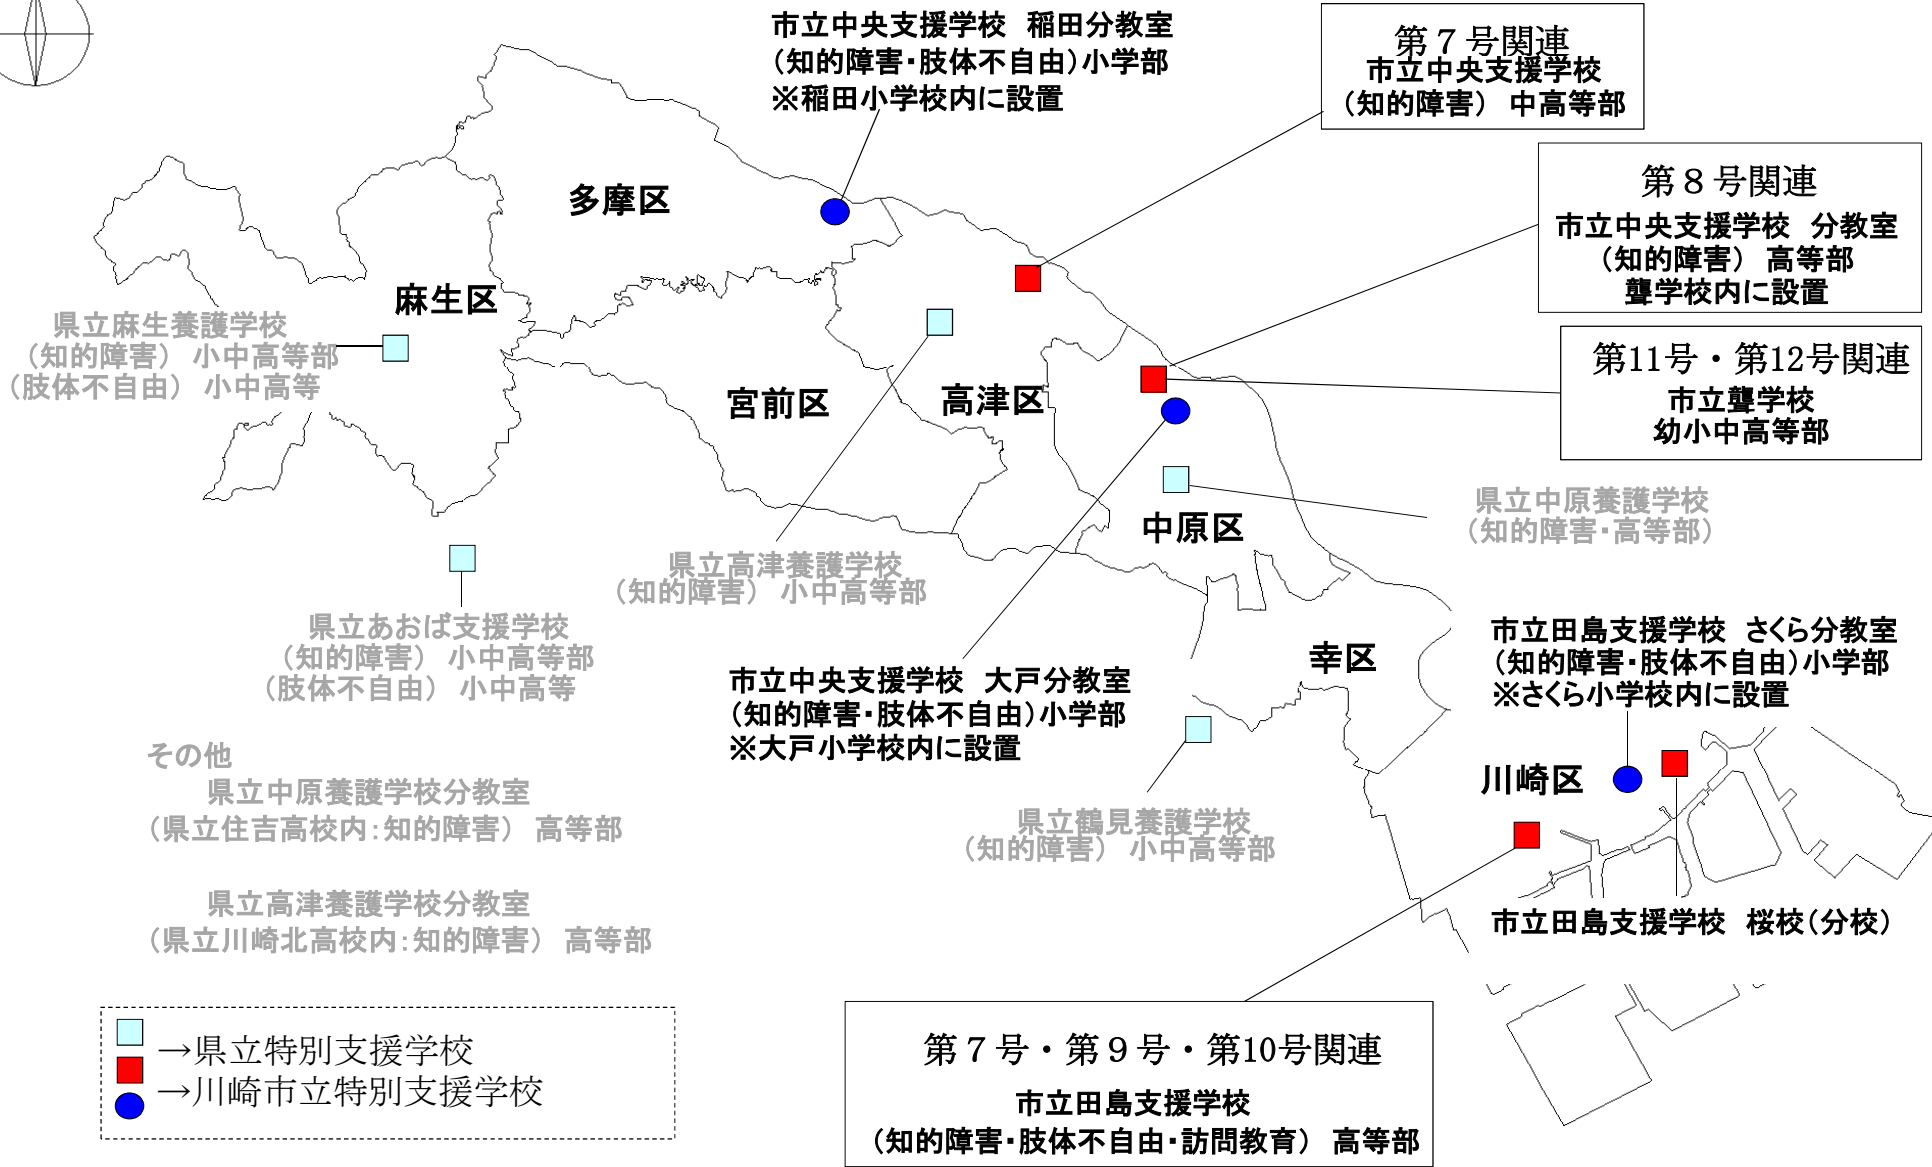 市立中央支援学校 稲田分教室
（知的障害・肢体不自由）小学部
※稲田小学校内に設置
第７号関連
市立中央支援学校
（知的障害） 中高等部
第８号関連
市立中央支援学校 分教室
（知的障害） 高等部
聾学校内に設置
第11号・第12号関連
市立聾学校
幼小中高等部
多摩区
麻生区
宮前区
高津区
中原区
幸区
川崎区
県立麻生養護学校
（知的障害） 小中高等部
（肢体不自由） 小中高等
県立中原養護学校
（知的障害・高等部）
県立高津養護学校
（知的障害） 小中高等部
県立あおば支援学校
（知的障害） 小中高等部
（肢体不自由） 小中高等
市立中央支援学校 大戸分教室
（知的障害・肢体不自由）小学部
※大戸小学校内に設置
市立田島支援学校 さくら分教室
（知的障害・肢体不自由）小学部
※さくら小学校内に設置
県立鶴見養護学校
（知的障害） 小中高等部
市立田島支援学校 桜校（分校）
その他
県立中原養護学校分教室
（県立住吉高校内：知的障害） 高等部
県立高津養護学校分教室
（県立川崎北高校内：知的障害） 高等部
→県立特別支援学校
→川崎市立特別支援学校
第７号・第９号・第10号関連
市立田島支援学校
（知的障害・肢体不自由・訪問教育） 高等部